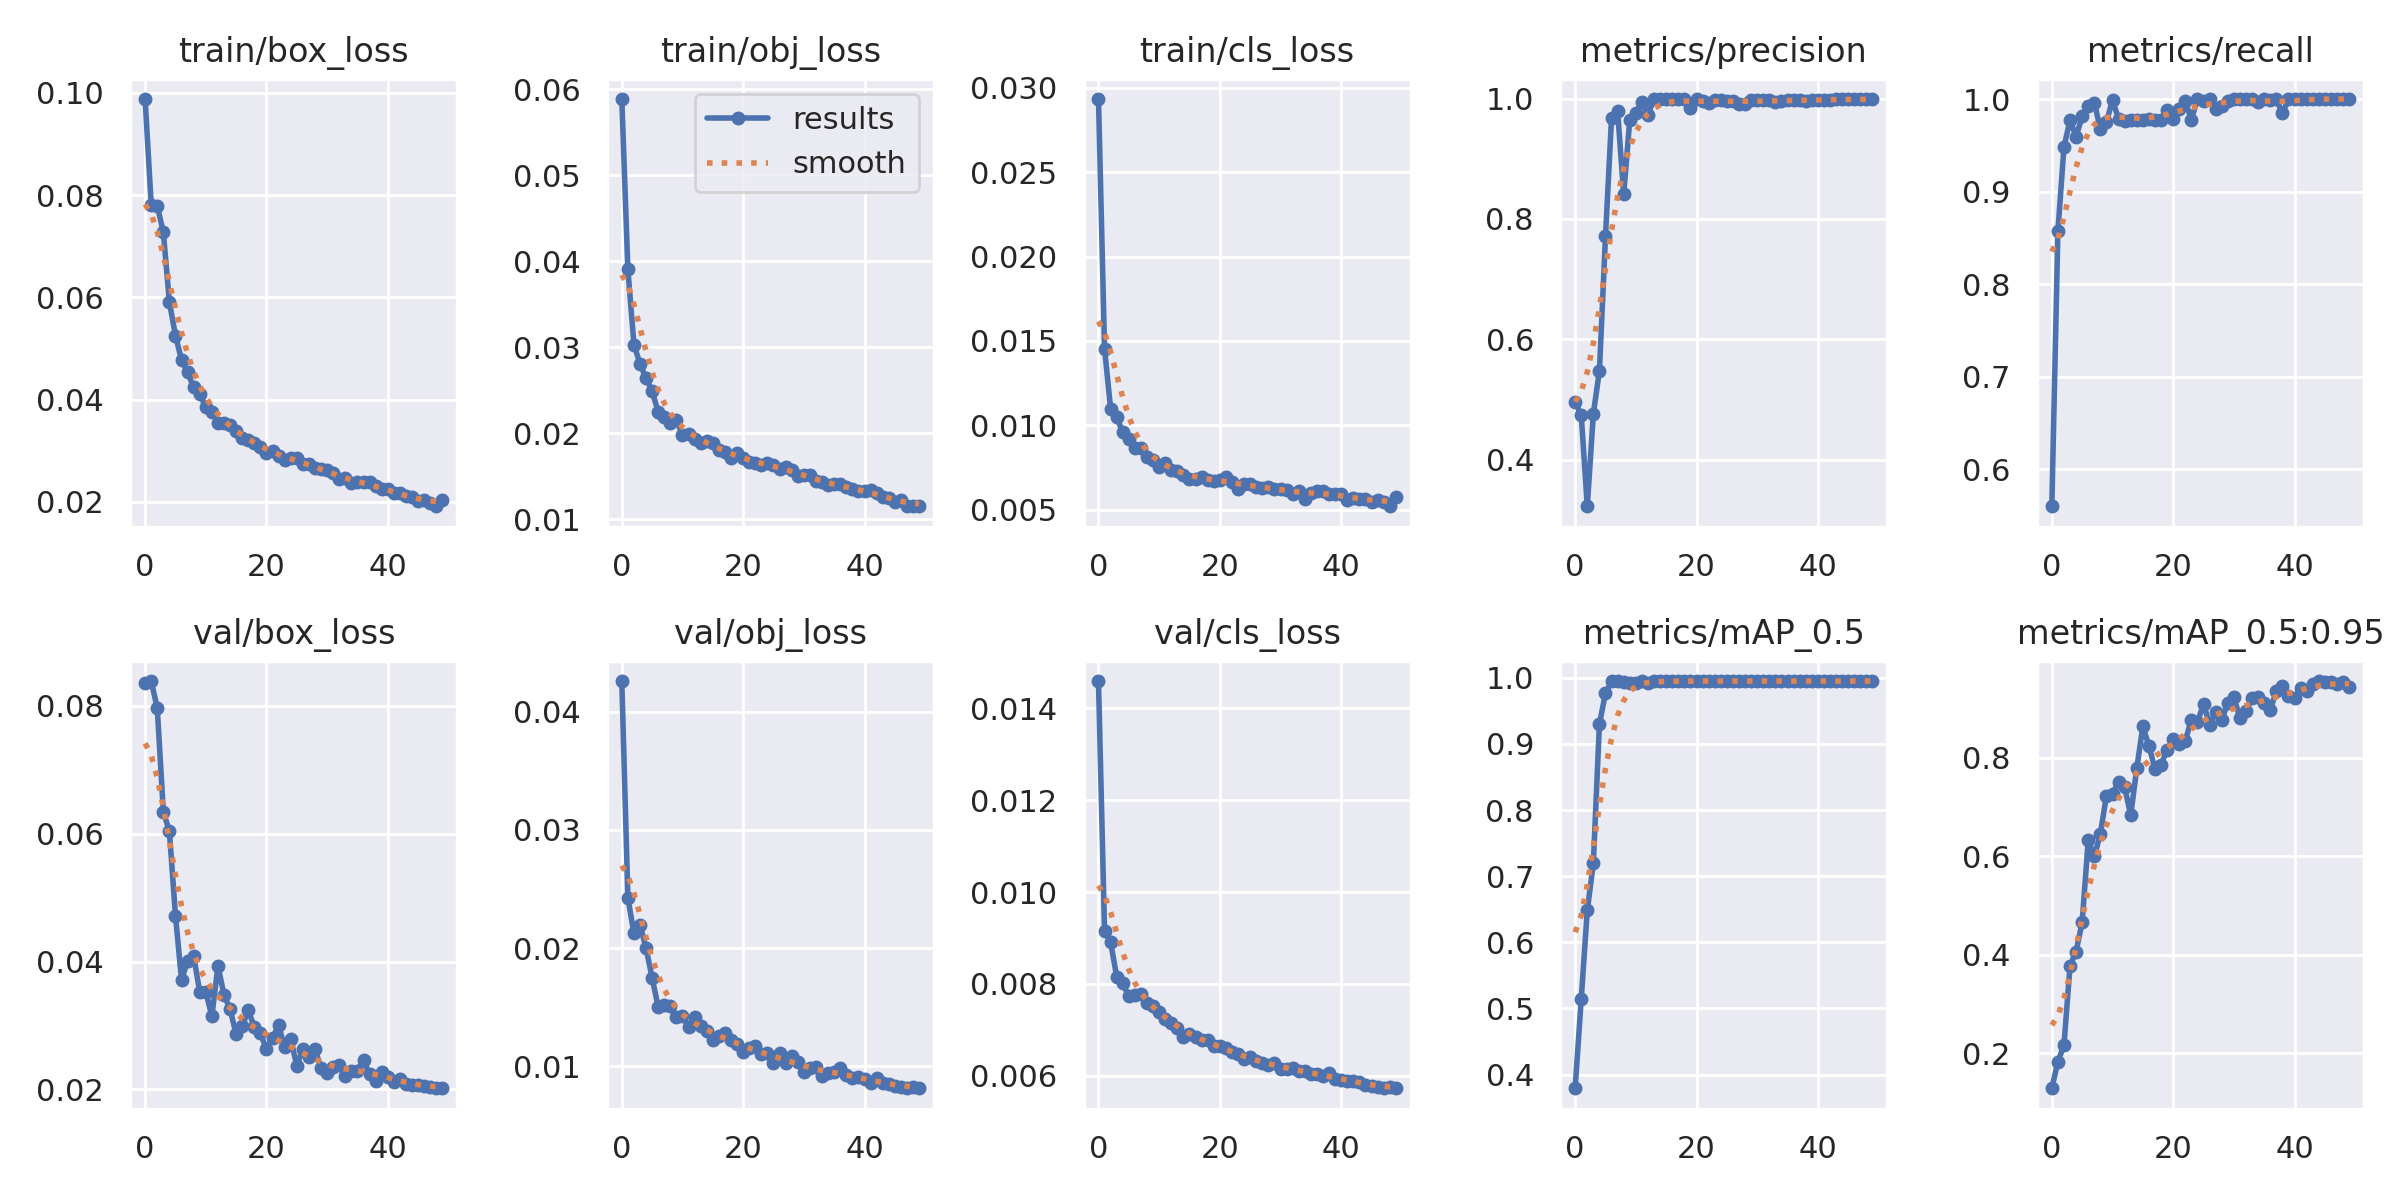 train/box_loss
0.10
0.08
0.06
0.04
0.02
0 20 40
train/obj_loss
0.06
0.05
0.04
0.03
0.02
0.01
0 20 40
results
smooth
train/cls_loss
0.030
0.025
0.020
0.015
0.010
0.005
0 20 40
metrics/precision
1.0
0.8
0.6
0.4
0 20 40
metrics/recall
1.0
0.9
0.8
0.7
0.6
0 20 40
val/box_loss
0.08
0.06
0.04
0.02
0 20 40
val/obj_loss
0.04
0.03
0.02
0.01
0 20 40
val/cls_loss
0.014
0.012
0.010
0.008
0.006
0 20 40
metrics/mAP_0.5
1.0
0.9
0.8
0.7
0.6
0.5
0.4
0 20 40
metrics/mAP_0.5:0.95
0.8
0.6
0.4
0.2
0 20 40